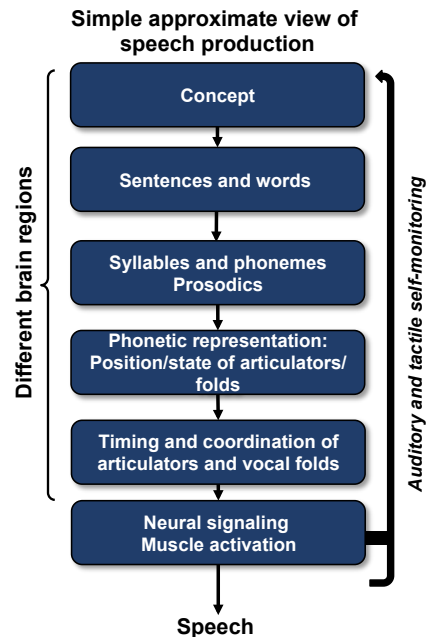 Simple approximate view of
speech production
Concept
Sentences and words
Syllables and phonemes
Prosodics
Phonetic representation:
Position/state of articulators/
folds
Timing and coordination of
articulators and vocal folds
Neural signaling
Muscle activation
Speech
Different brain regions
Auditory and tactile self-monitoring